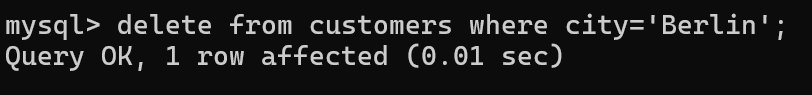 mysql> delete from customers where city='Berlin';
Query OK, 1 row affected (0.01 sec)